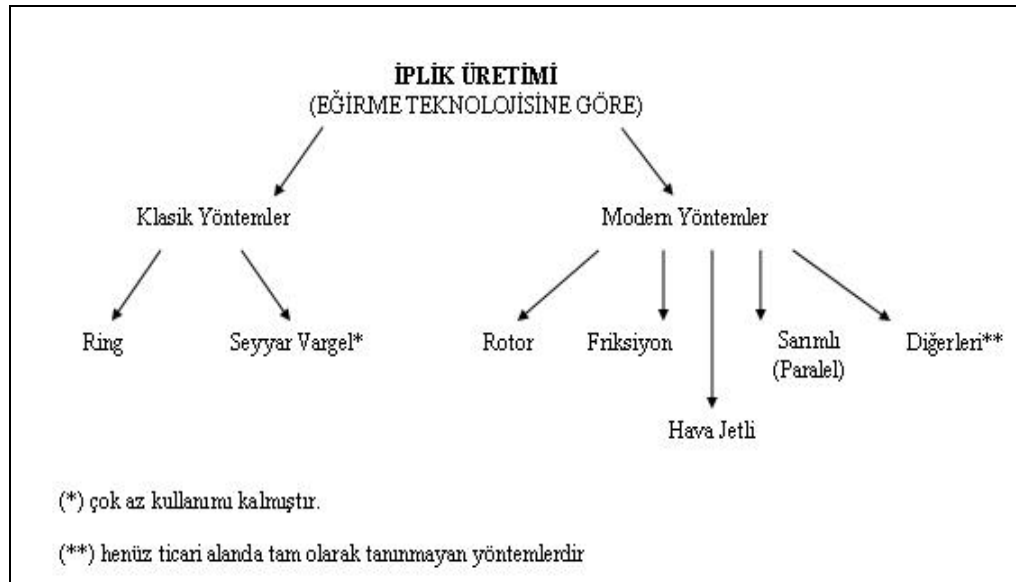 İPLİK ÜRETİMİ
(EĞİRME TEKNOLOJİSİNE GÖRE)
Klasik Yöntemler
Modern Yöntemler
Ring
Seyyar Vargel*
Rotor
Friksiyon
Sarımlı
(Paralel)
Diğerleri**
Hava Jetli
(*) çok az kullanımı kalmıştır.
(**) henüz ticari alanda tam olarak tanınmayan yöntemlerdir